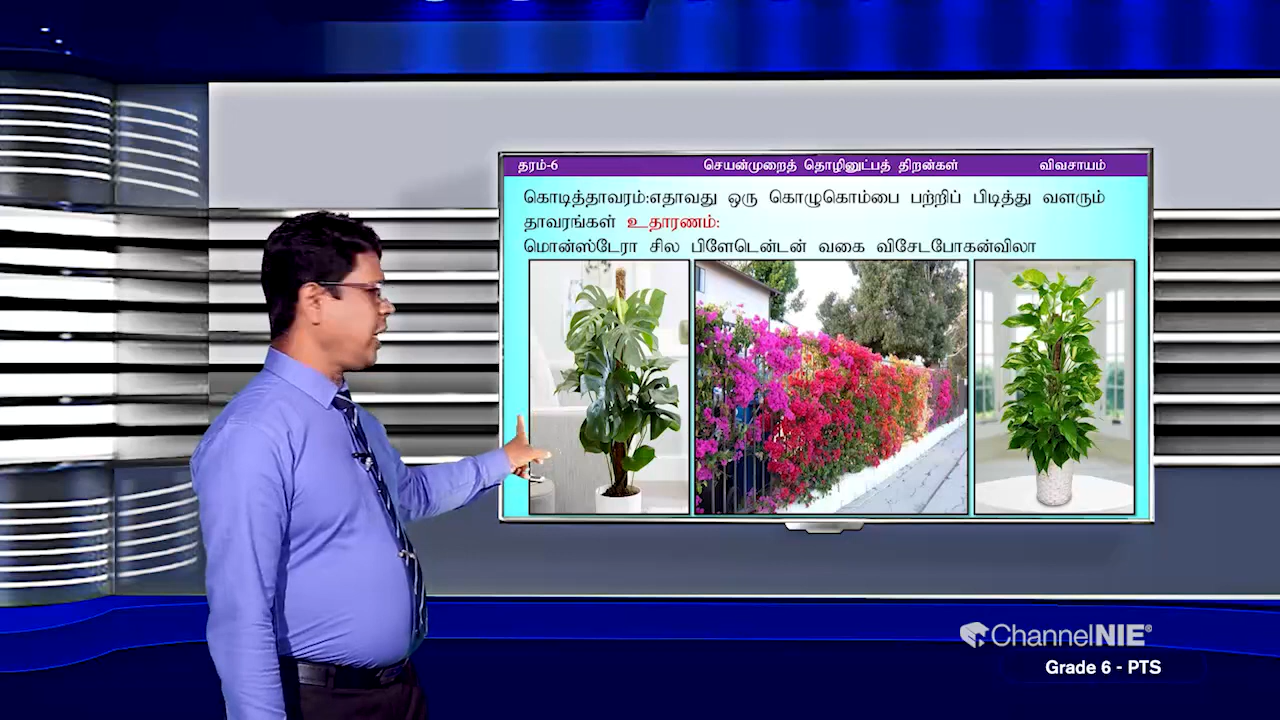 தரம்-6 செயன்முறைத் தொழினுட்பத் திறன்கள் விவசாயம்
கொடித்தாவரம்:ஏதாவது ஒரு கொழுகொம்பை பற்றிப் பிடித்து வளரும்
தாவரங்கள் உதாரணம்:
மொன்ஸ்டேரா சில பிளேடென்டன் வகை விசேடபோகன்விலா
ChannelNIE®
Grade 6 - PTS